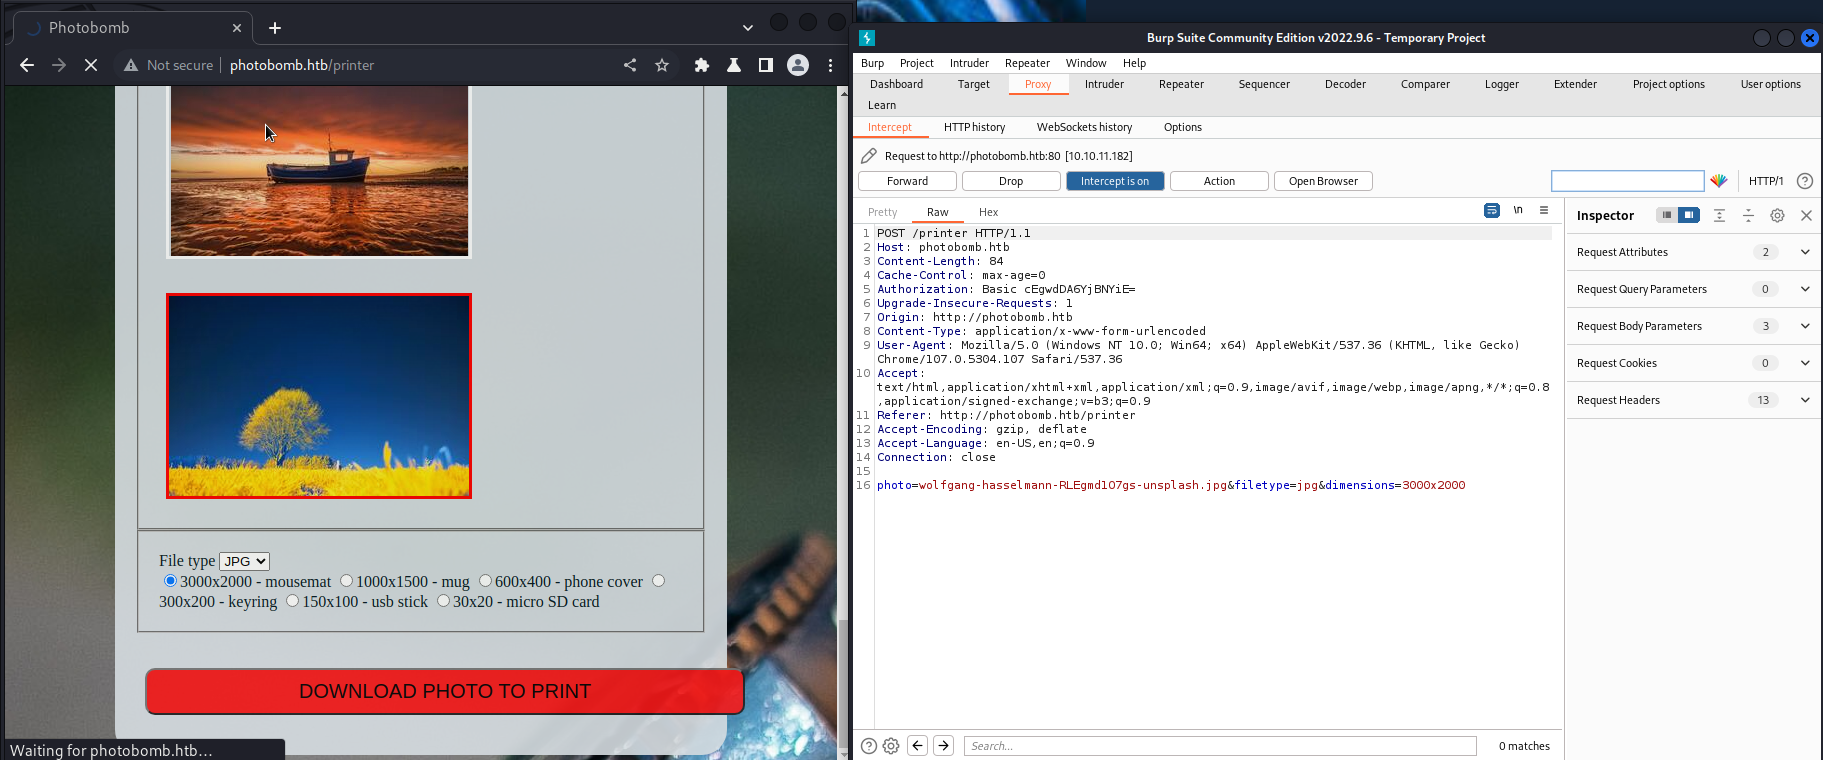 Photobomb
Not secure
photobomb.htb/printer
File type JPG
3000x2000 - mousemat 1000x1500 - mug 600x400 - phone cover
300x200 - keyring 150x100 - usb stick 30x20 - micro SD card
DOWNLOAD PHOTO TO PRINT
Waiting for photobomb.htb...
Burp Suite Community Edition v2022.9.6 - Temporary Project
Burp Project Intruder Repeater Window Help
Dashboard Target Proxy Intruder Repeater Sequencer Decoder Comparer Logger Extender Project options User options
Learn
Intercept HTTP history WebSockets history Options
Request to http://photobomb.htb:80 [10.10.11.182]
Forward Drop Intercept is on Action Open Browser HTTP/1
Pretty Raw Hex \n
1 POST /printer HTTP/1.1
2 Host: photobomb.htb
3 Content-Length: 84
4 Cache-Control: max-age=0
5 Authorization: Basic cEgwdDA6YjBNYiE=
6 Upgrade-Insecure-Requests: 1
7 Origin: http://photobomb.htb
8 Content-Type: application/x-www-form-urlencoded
9 User-Agent: Mozilla/5.0 (Windows NT 10.0; Win64; x64) AppleWebKit/537.36 (KHTML, like Gecko)
Chrome/107.0.5304.107 Safari/537.36
10 Accept:
text/html,application/xhtml+xml,application/xml;q=0.9,image/avif,image/webp,image/apng,*/*;q=0.8
,application/signed-exchange;v=b3;q=0.9
11 Referer: http://photobomb.htb/printer
12 Accept-Encoding: gzip, deflate
13 Accept-Language: en-US,en;q=0.9
14 Connection: close
15
16 photo=wolfgang-hasselmann-RLEgmd1O7gs-unsplash.jpg&filetype=jpg&dimensions=3000x2000
Search...
0 matches
Inspector
Request Attributes 2
Request Query Parameters 0
Request Body Parameters 3
Request Cookies 0
Request Headers 13